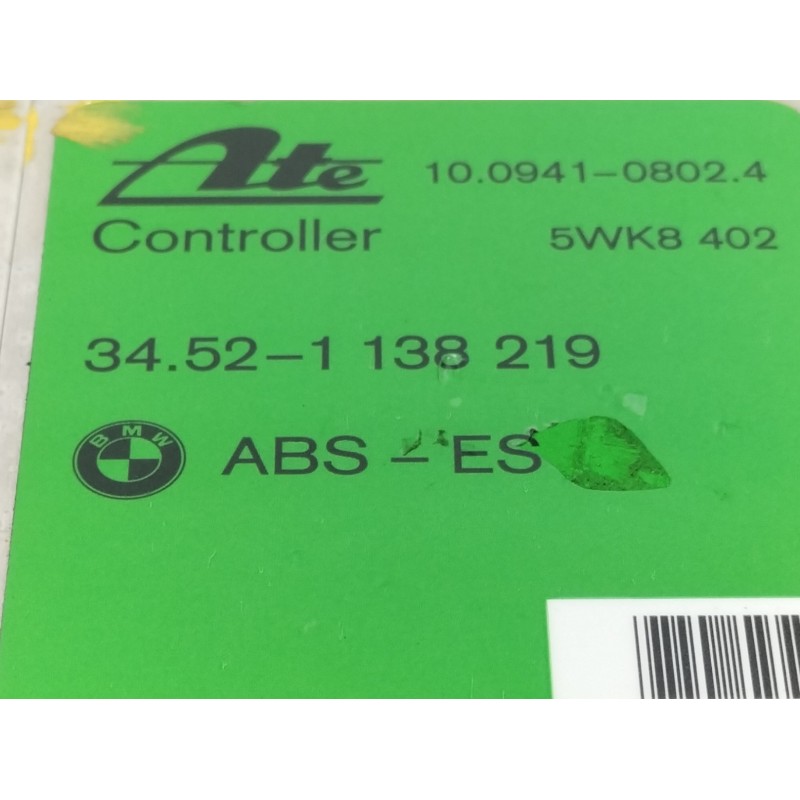 Ate 10.0941-0802.4
Controller 5WK8 402
34.52-1 138 219
BMW ABS - ES